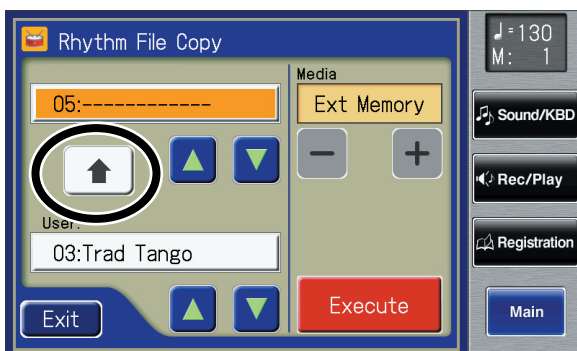 Rhythm File Copy
♩=130
M: 1
Media
05:------------
Ext Memory
− +
Sound/KBD
Rec/Play
User:
03:Trad Tango
Registration
Exit
Execute
Main